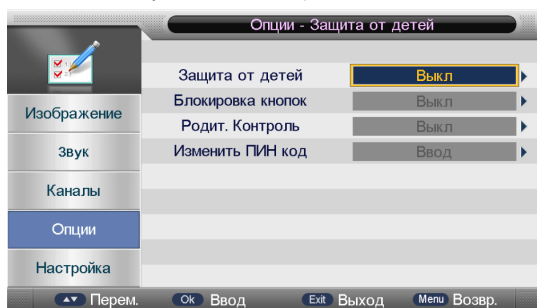 Опции - Защита от детей
Защита от детей Выкл
Блокировка кнопок Выкл
Родит. Контроль Выкл
Изменить ПИН код Ввод
Изображение
Звук
Каналы
Опции
Настройка
Перем. Ok Ввод Exit Выход Menu Возвр.